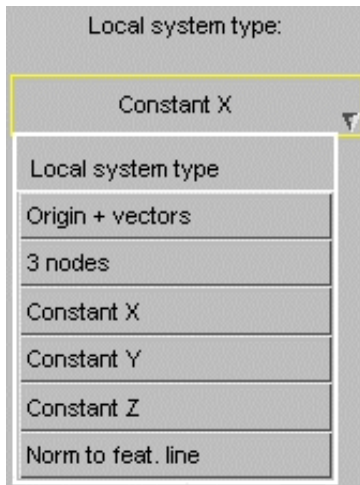 Local system type:
Constant X
Local system type
Origin + vectors
3 nodes
Constant X
Constant Y
Constant Z
Norm to feat. line